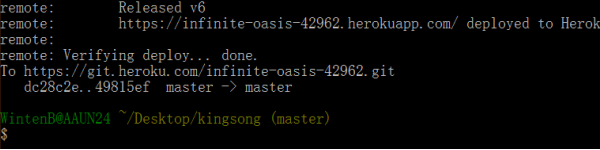 remote:        Released v6
remote:        https://infinite-oasis-42962.herokuapp.com/ deployed to Herok
remote:
remote: Verifying deploy... done.
To https://git.heroku.com/infinite-oasis-42962.git
   dc28c2e..49815ef  master -> master
WintenB@AAUN24 ~/Desktop/kingsong (master)
$